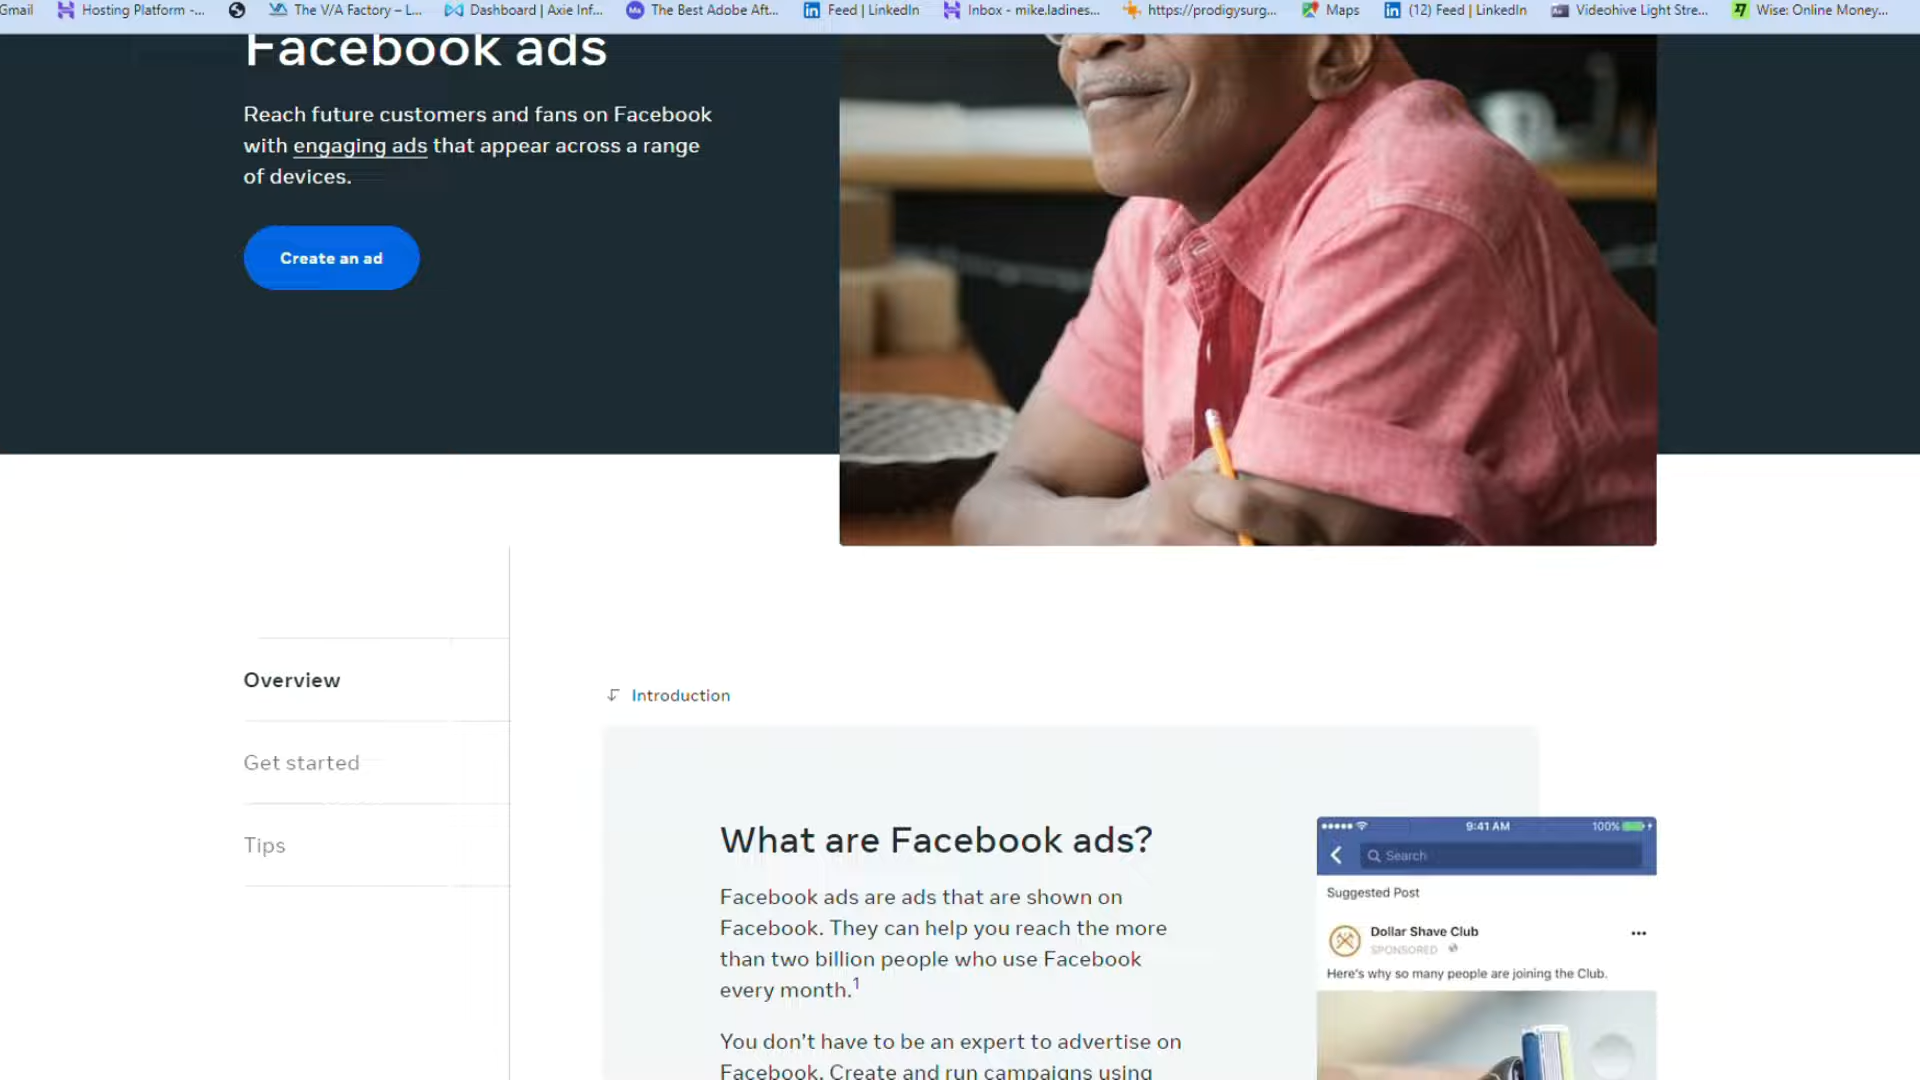 Gmail
Hosting Platform -...
The V/A Factory – L...
Dashboard | Axie Inf...
The Best Adobe Aft...
Feed | LinkedIn
Inbox - mike.ladines...
https://prodigysurg...
Maps
(12) Feed | LinkedIn
Videohive Light Stre...
Wise: Online Money...
Facebook ads
Reach future customers and fans on Facebook
with engaging ads that appear across a range
of devices.
Create an ad
Overview
Get started
Tips
Introduction
What are Facebook ads?
Facebook ads are ads that are shown on
Facebook. They can help you reach the more
than two billion people who use Facebook
every month.1
You don't have to be an expert to advertise on
Facebook. Create and run campaigns using
9:41 AM
100%
Search
Suggested Post
Dollar Shave Club
SPONSORED
Here's why so many people are joining the Club.